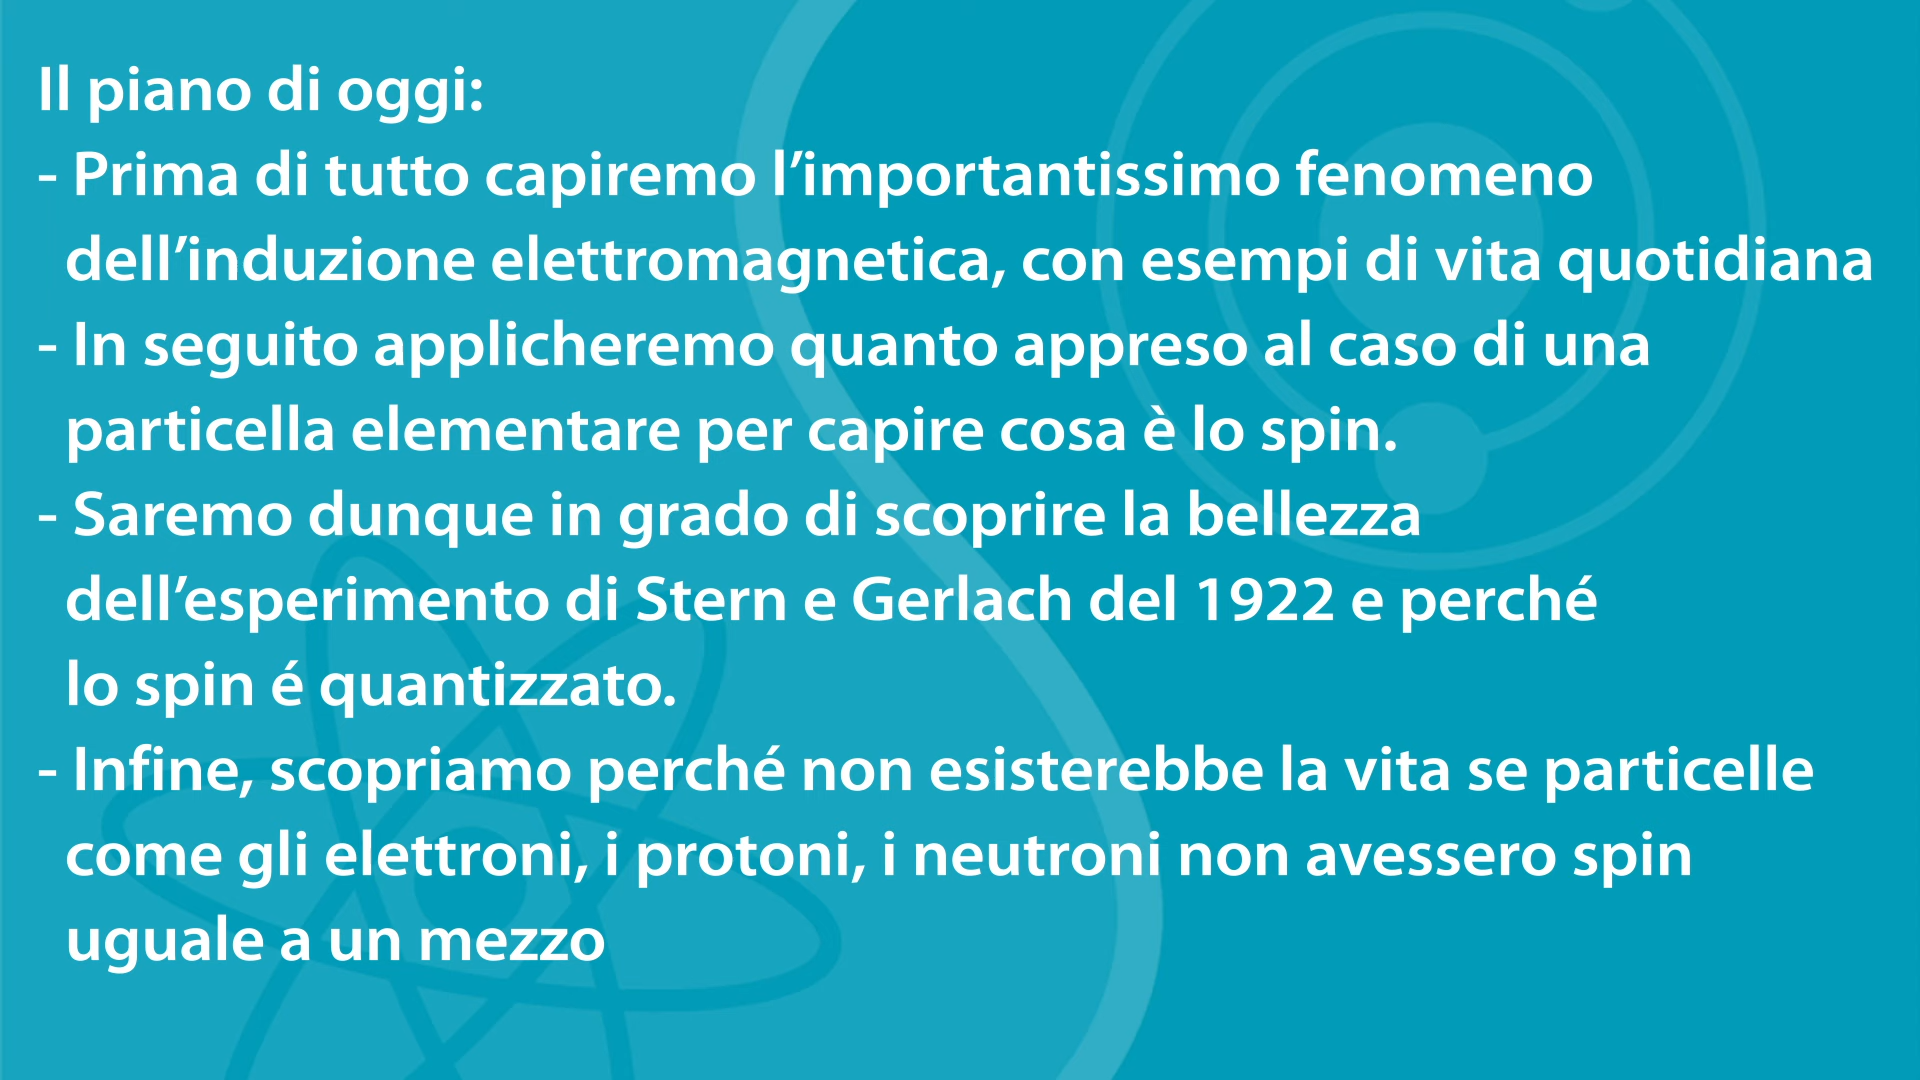 Il piano di oggi:
- Prima di tutto capiremo l’importantissimo fenomeno
dell’induzione elettromagnetica, con esempi di vita quotidiana
- In seguito applicheremo quanto appreso al caso di una
particella elementare per capire cosa è lo spin.
- Saremo dunque in grado di scoprire la bellezza
dell’esperimento di Stern e Gerlach del 1922 e perché
lo spin é quantizzato.
- Infine, scopriamo perché non esisterebbe la vita se particelle
come gli elettroni, i protoni, i neutroni non avessero spin
uguale a un mezzo